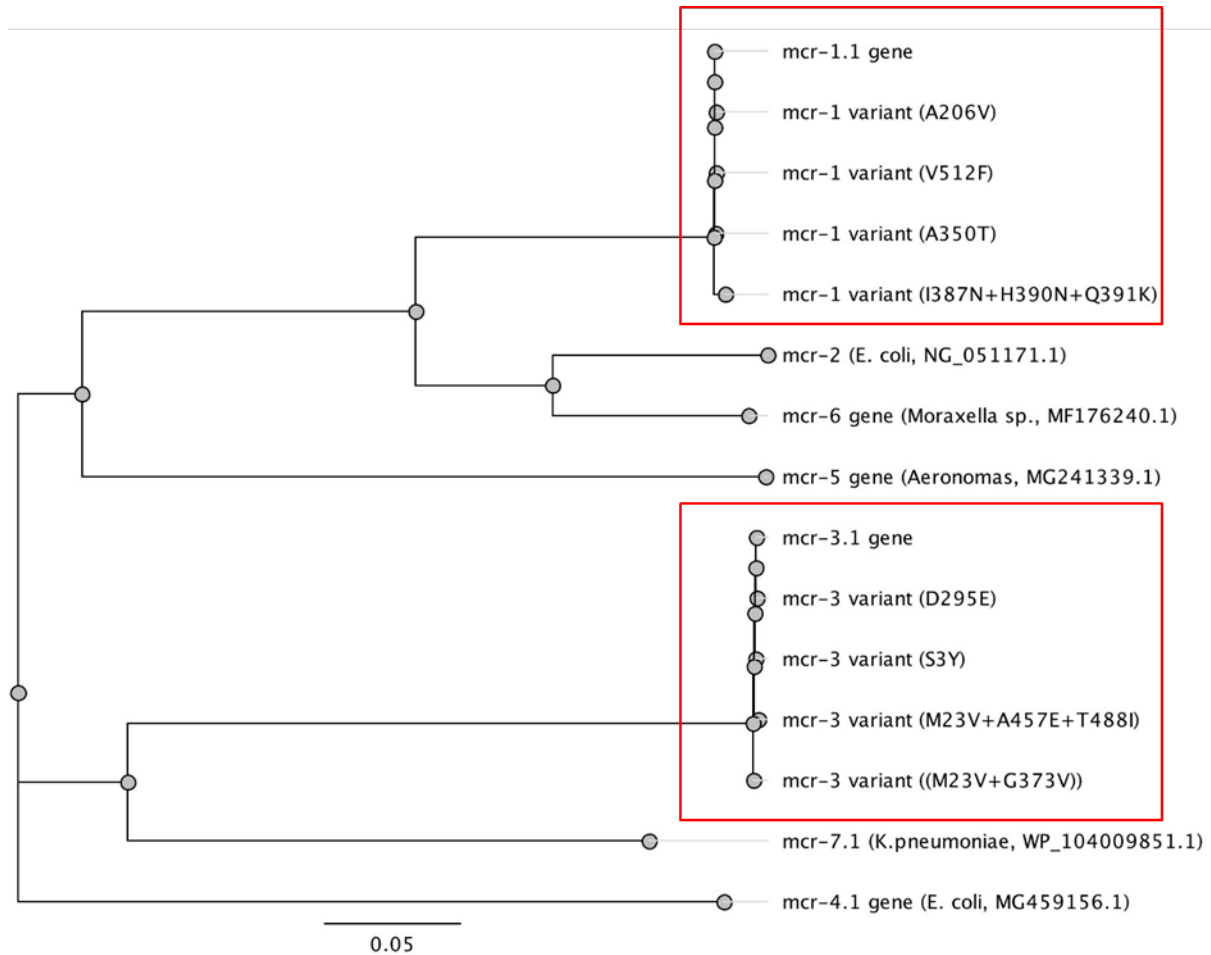 mcr-1.1 gene
mcr-1 variant (A206V)
mcr-1 variant (V512F)
mcr-1 variant (A350T)
mcr-1 variant (I387N+H390N+Q391K)
mcr-2 (E. coli, NG_051171.1)
mcr-6 gene (Moraxella sp., MF176240.1)
mcr-5 gene (Aeronomas, MG241339.1)
mcr-3.1 gene
mcr-3 variant (D295E)
mcr-3 variant (S3Y)
mcr-3 variant (M23V+A457E+T488I)
mcr-3 variant ((M23V+G373V))
mcr-7.1 (K.pneumoniae, WP_104009851.1)
mcr-4.1 gene (E. coli, MG459156.1)
0.05